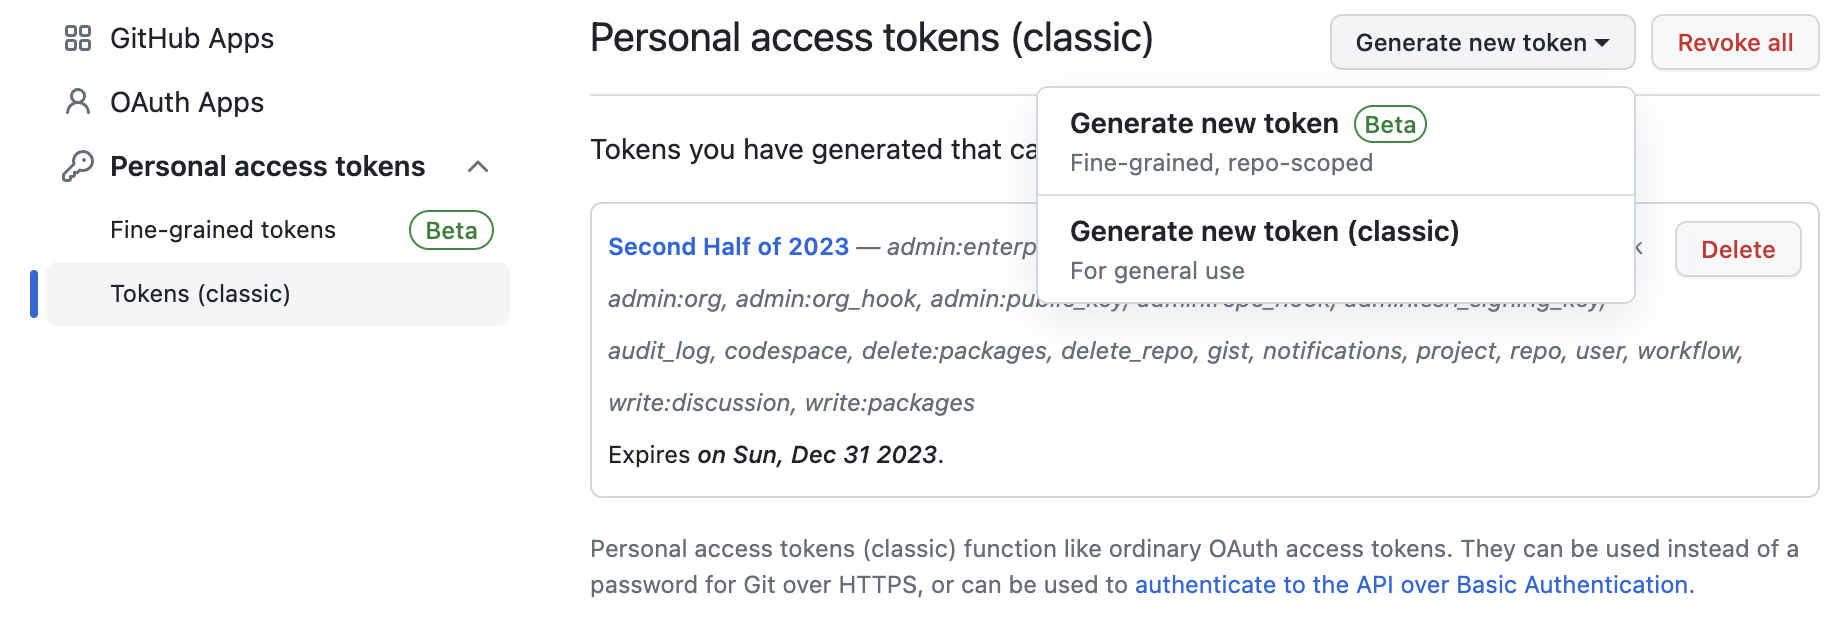 GitHub Apps
OAuth Apps
Personal access tokens
Fine-grained tokens Beta
Tokens (classic)
Personal access tokens (classic)
Generate new token
Revoke all
Generate new token Beta
Fine-grained, repo-scoped
Generate new token (classic)
For general use
Tokens you have generated that
Second Half of 2023 —
Delete
admin:org, admin:org_hook, admin:public_key, admin:repo_hook, admin:ssh_signing_key,
audit_log, codespace, delete:packages, delete_repo, gist, notifications, project, repo, user, workflow,
write:discussion, write:packages
Expires on Sun, Dec 31 2023.
Personal access tokens (classic) function like ordinary OAuth access tokens. They can be used instead of a
password for Git over HTTPS, or can be used to authenticate to the API over Basic Authentication.